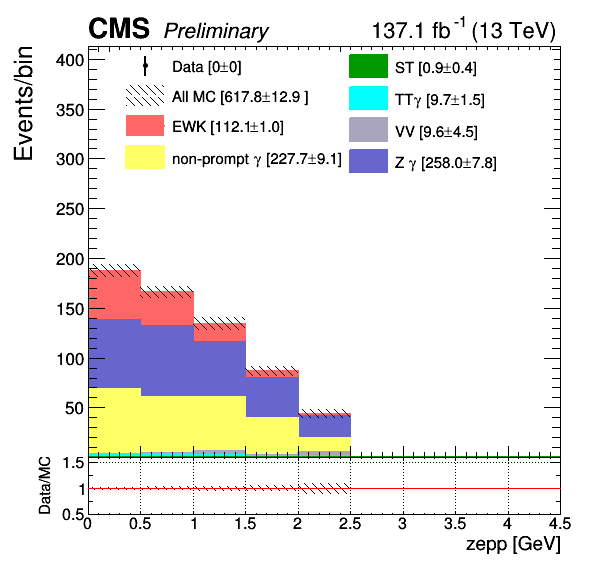 CMS Preliminary 137.1 fb⁻¹ (13 TeV)
Events/bin
400
350
300
250
200
150
100
50
Data [0±0]
All MC [617.8±12.9 ]
EWK [112.1±1.0]
non-prompt γ [227.7±9.1]
ST [0.9±0.4]
TTγ [9.7±1.5]
VV [9.6±4.5]
Z γ [258.0±7.8]
Data/MC
1.5
1
0.5
0 0.5 1 1.5 2 2.5 3 3.5 4 4.5
zepp [GeV]